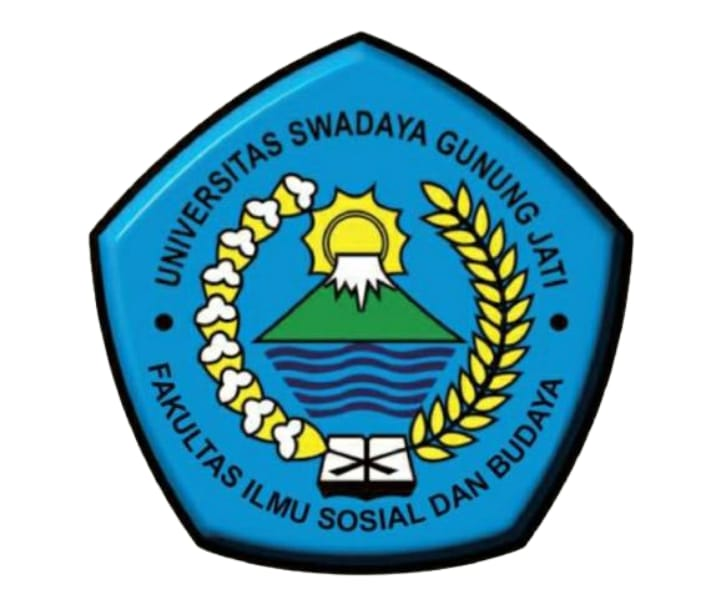 UNIVERSITAS SWADAYA GUNUNG JATI
FAKULTAS ILMU SOSIAL DAN BUDAYA